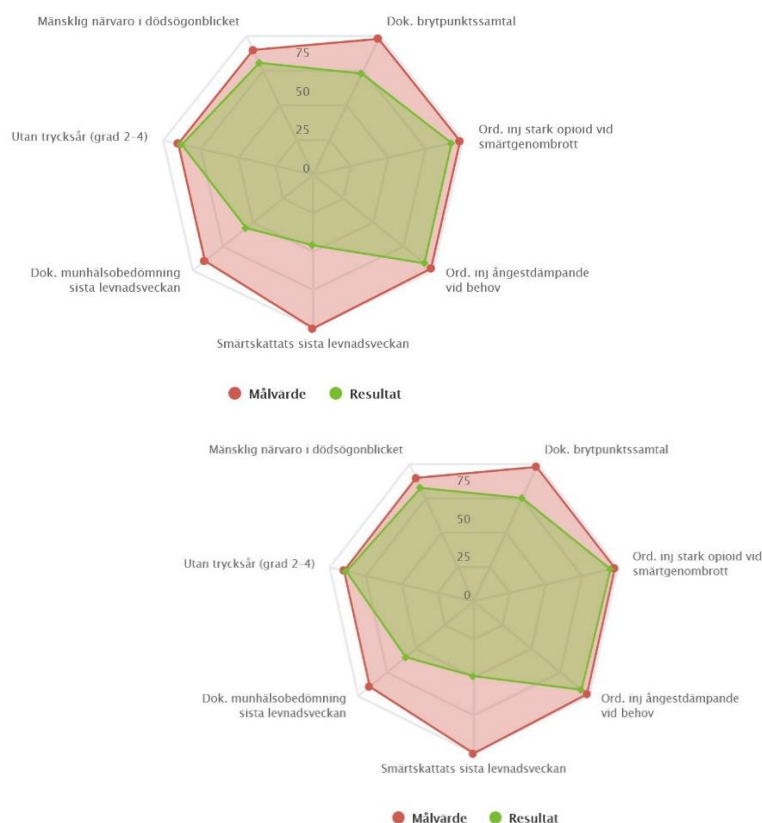 Mänsklig närvaro i dödsögonblicket
Dok. brytpunktssamtal
75
50
25
0
Utan trycksår (grad 2–4)
Ord. inj stark opioid vid
smärtgenombrott
Dok. munhälsobedömning
sista levnadsveckan
Ord. inj ångestdämpande
vid behov
Smärtskattats sista levnadsveckan
Målvärde
Resultat
Mänsklig närvaro i dödsögonblicket
Dok. brytpunktssamtal
75
50
25
0
Utan trycksår (grad 2–4)
Ord. inj stark opioid vid
smärtgenombrott
Dok. munhälsobedömning
sista levnadsveckan
Ord. inj ångestdämpande
vid behov
Smärtskattats sista levnadsveckan
Målvärde
Resultat